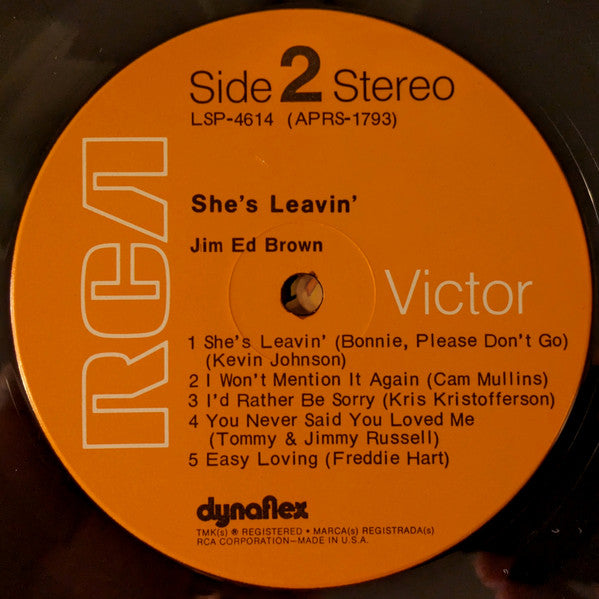 Side 2 Stereo
LSP-4614 (APRS-1793)
RCA
She's Leavin'
Jim Ed Brown
Victor
1 She's Leavin' (Bonnie, Please Don't Go)
(Kevin Johnson)
2 I Won't Mention It Again (Cam Mullins)
3 I'd Rather Be Sorry (Kris Kristofferson)
4 You Never Said You Loved Me
(Tommy & Jimmy Russell)
5 Easy Loving (Freddie Hart)
dynaflex
TMK(s) ® REGISTERED • MARCA(s) REGISTRADA(s)
RCA CORPORATION—MADE IN U.S.A.